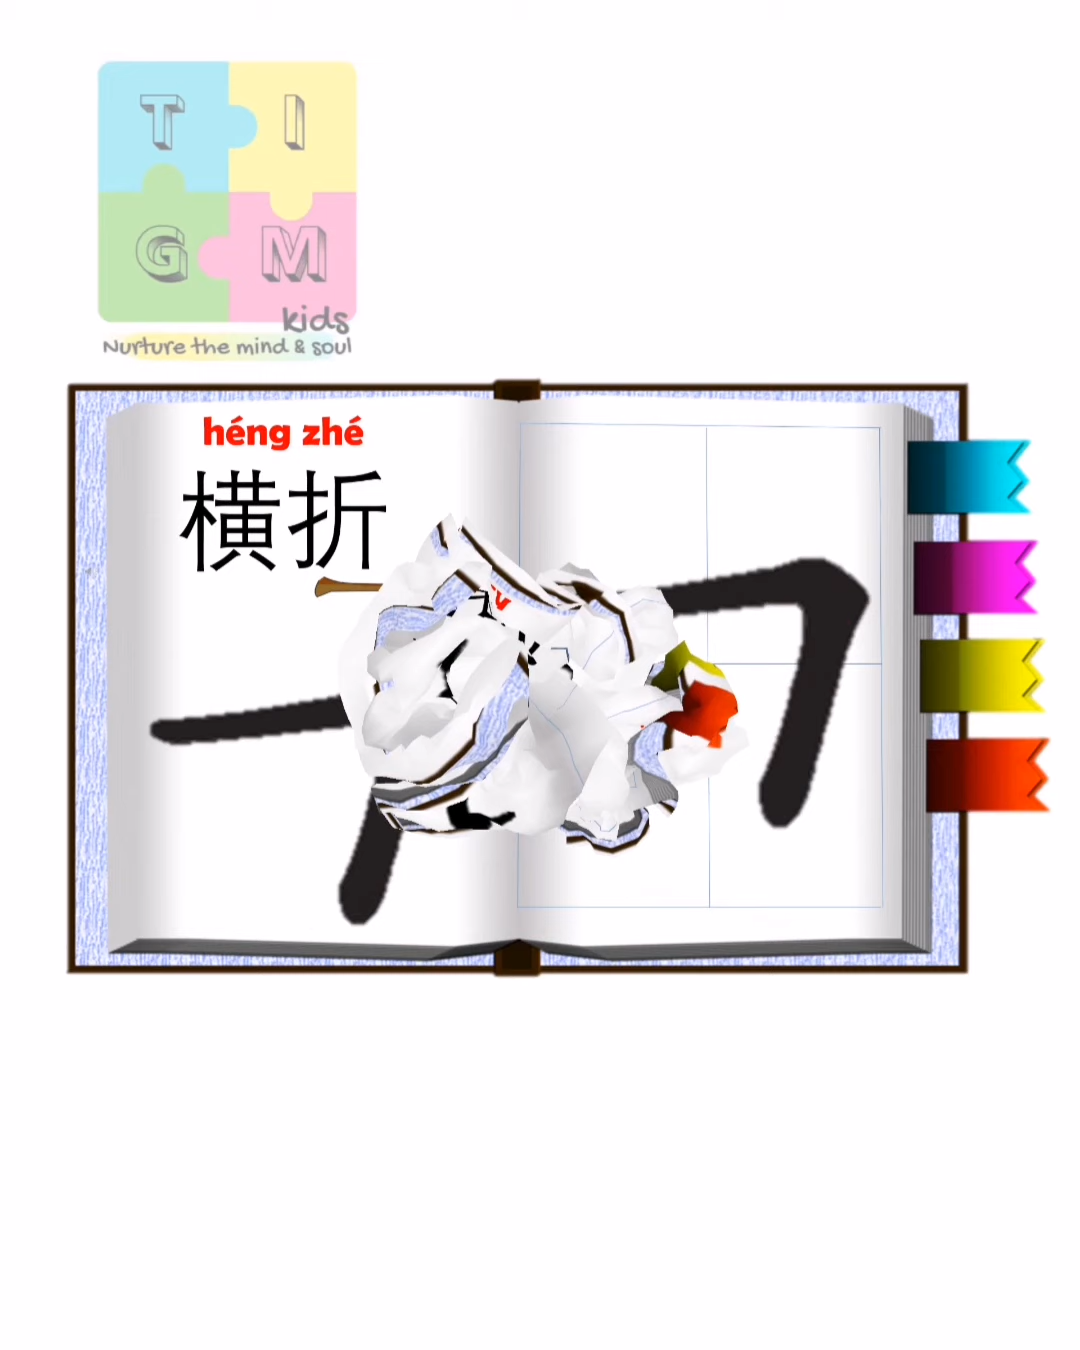 T I
G M
kids
Nurture the mind & soul
héng zhé
横折